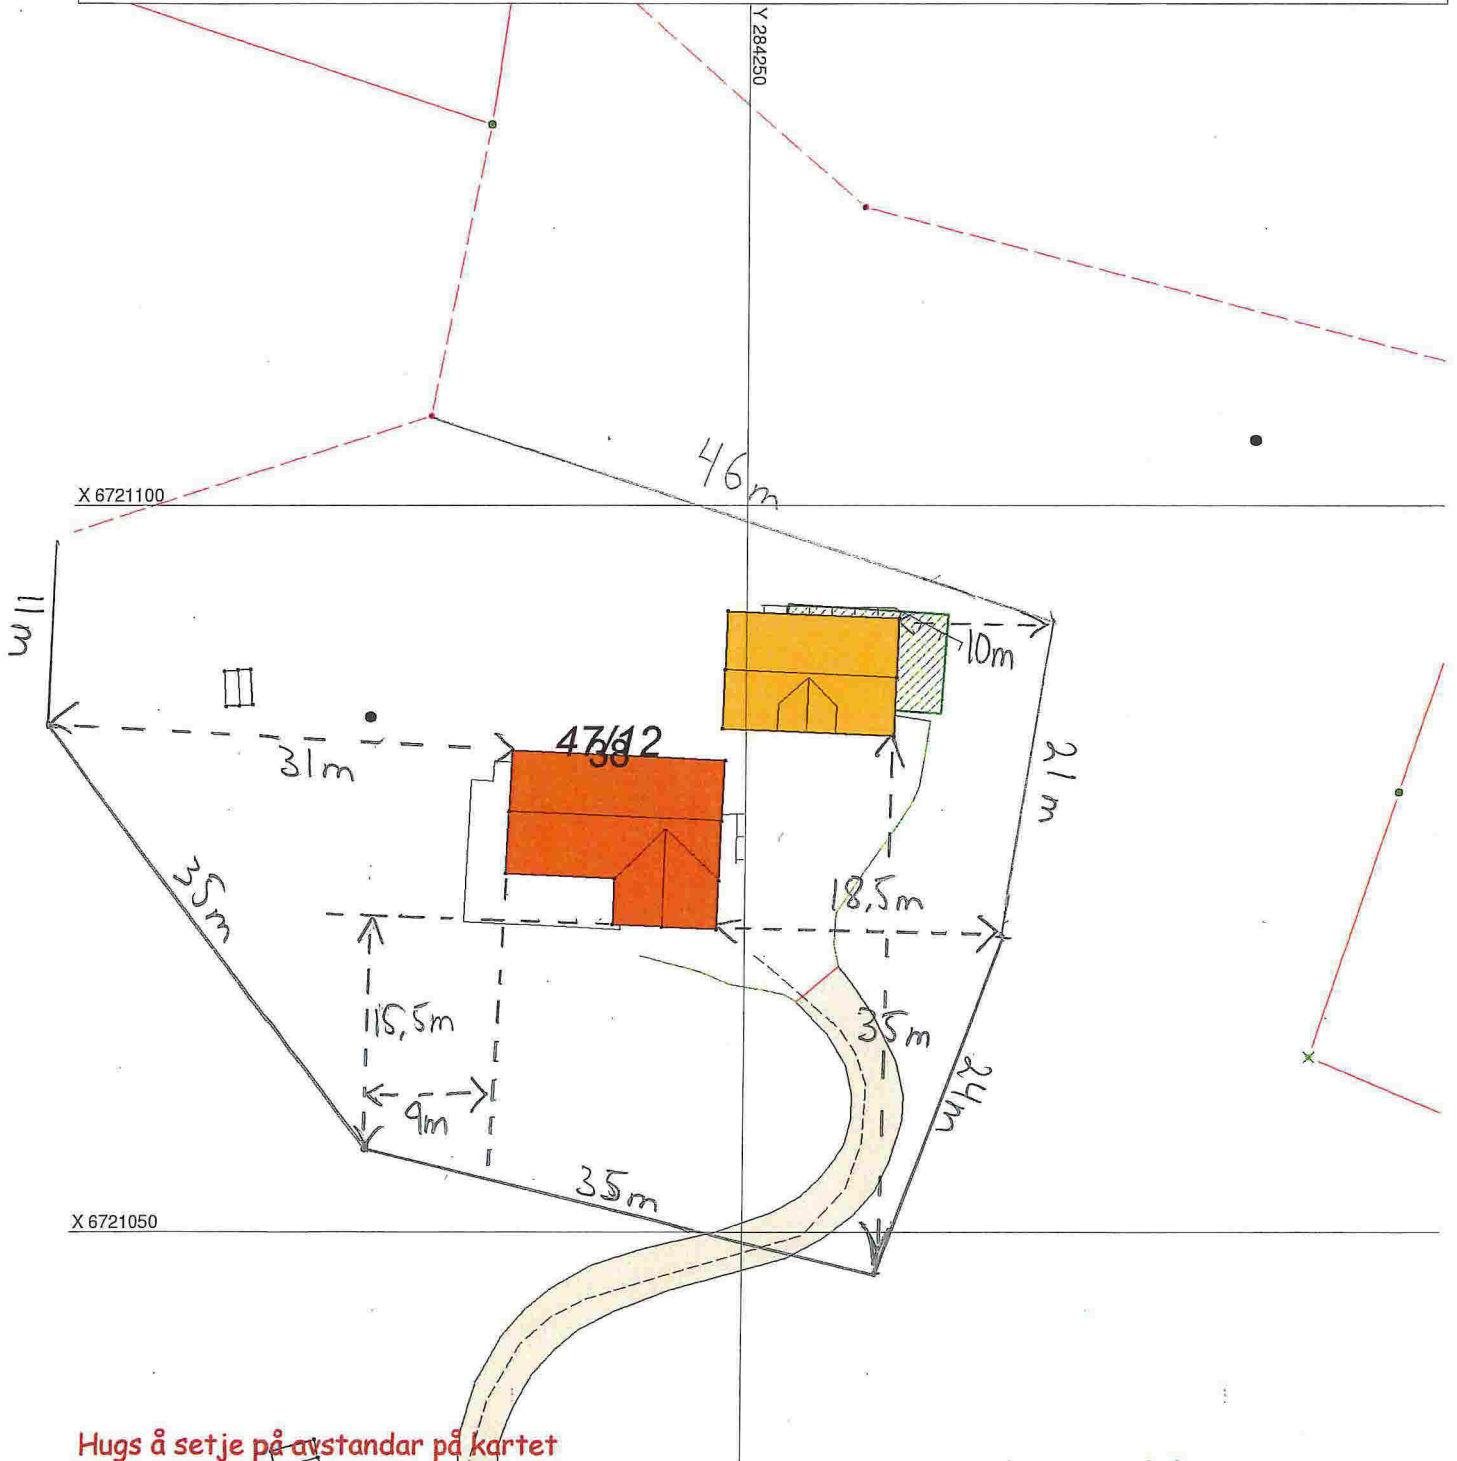 Y 284250
46m
X 6721100
11m
10m
47/12
38
31m
21m
35m
18,5m
15,5m
35m
24m
9m
35m
X 6721050
Hugs å setje på avstandar på kartet